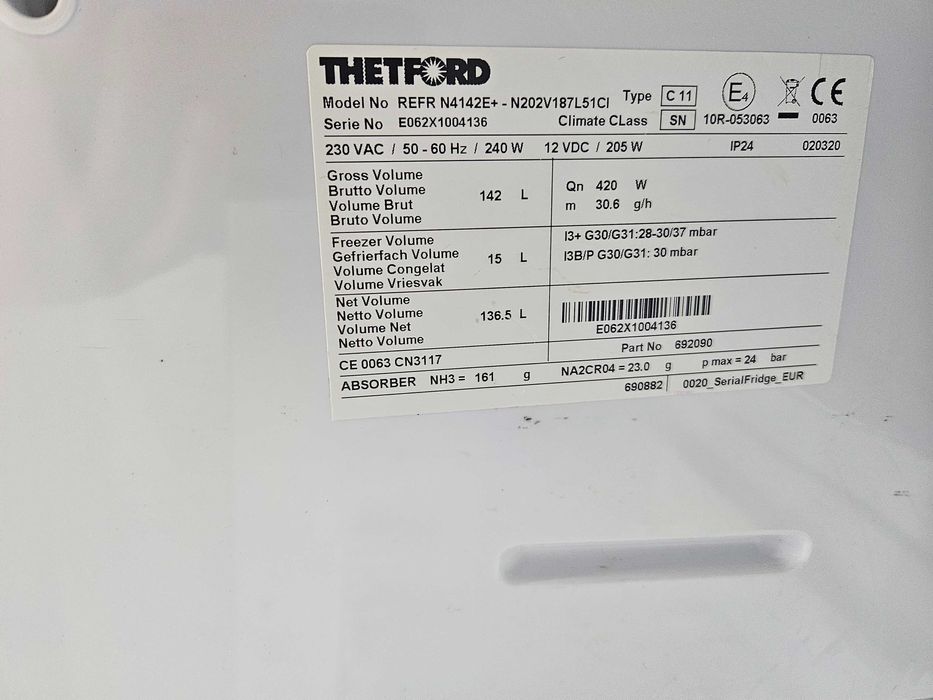 THETFORD
Model No REFR N4142E+ - N202V187L51CI Type C 11 E4 CE
Serie No E062X1004136 Climate CLass SN 10R-053063 0063
230 VAC / 50 - 60 Hz / 240 W 12 VDC / 205 W IP24 020320
Gross Volume
Brutto Volume
Volume Brut
Bruto Volume
142 L
Qn 420 W
m 30.6 g/h
Freezer Volume
Gefrierfach Volume
Volume Congelat
Volume Vriesvak
15 L
I3+ G30/G31:28-30/37 mbar
I3B/P G30/G31: 30 mbar
Net Volume
Netto Volume
Volume Net
Netto Volume
136.5 L
E062X1004136
CE 0063 CN3117
Part No 692090
ABSORBER NH3 = 161 g NA2CR04 = 23.0 g p max = 24 bar
690882 0020_SerialFridge_EUR